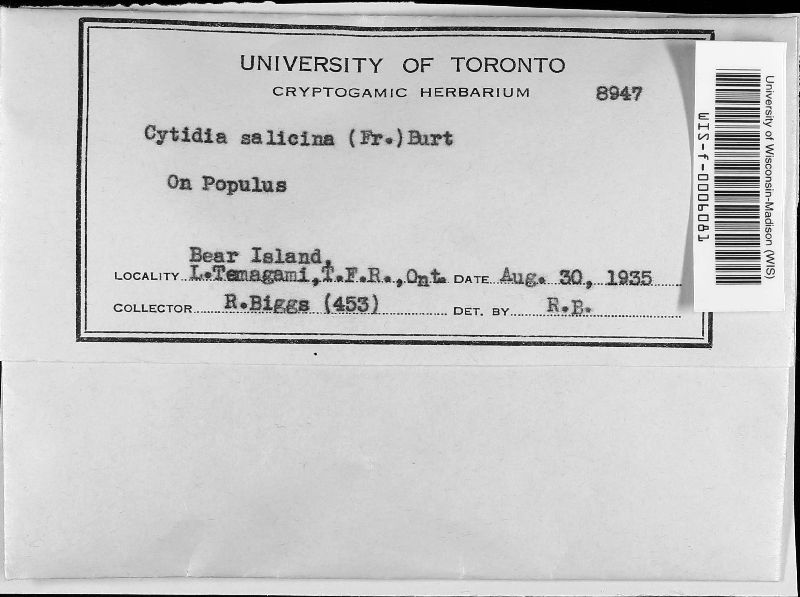 UNIVERSITY OF TORONTO
CRYPTOGAMIC HERBARIUM 8947
Cytidia salicina (Fr.) Burt
On Populus
Bear Island,
LOCALITY L.Temagami,T.F.R.,Ont. DATE Aug. 30, 1935
COLLECTOR R.Biggs (453) DET. BY R.B.
University of Wisconsin-Madison (WIS)
WIS-f-0006081